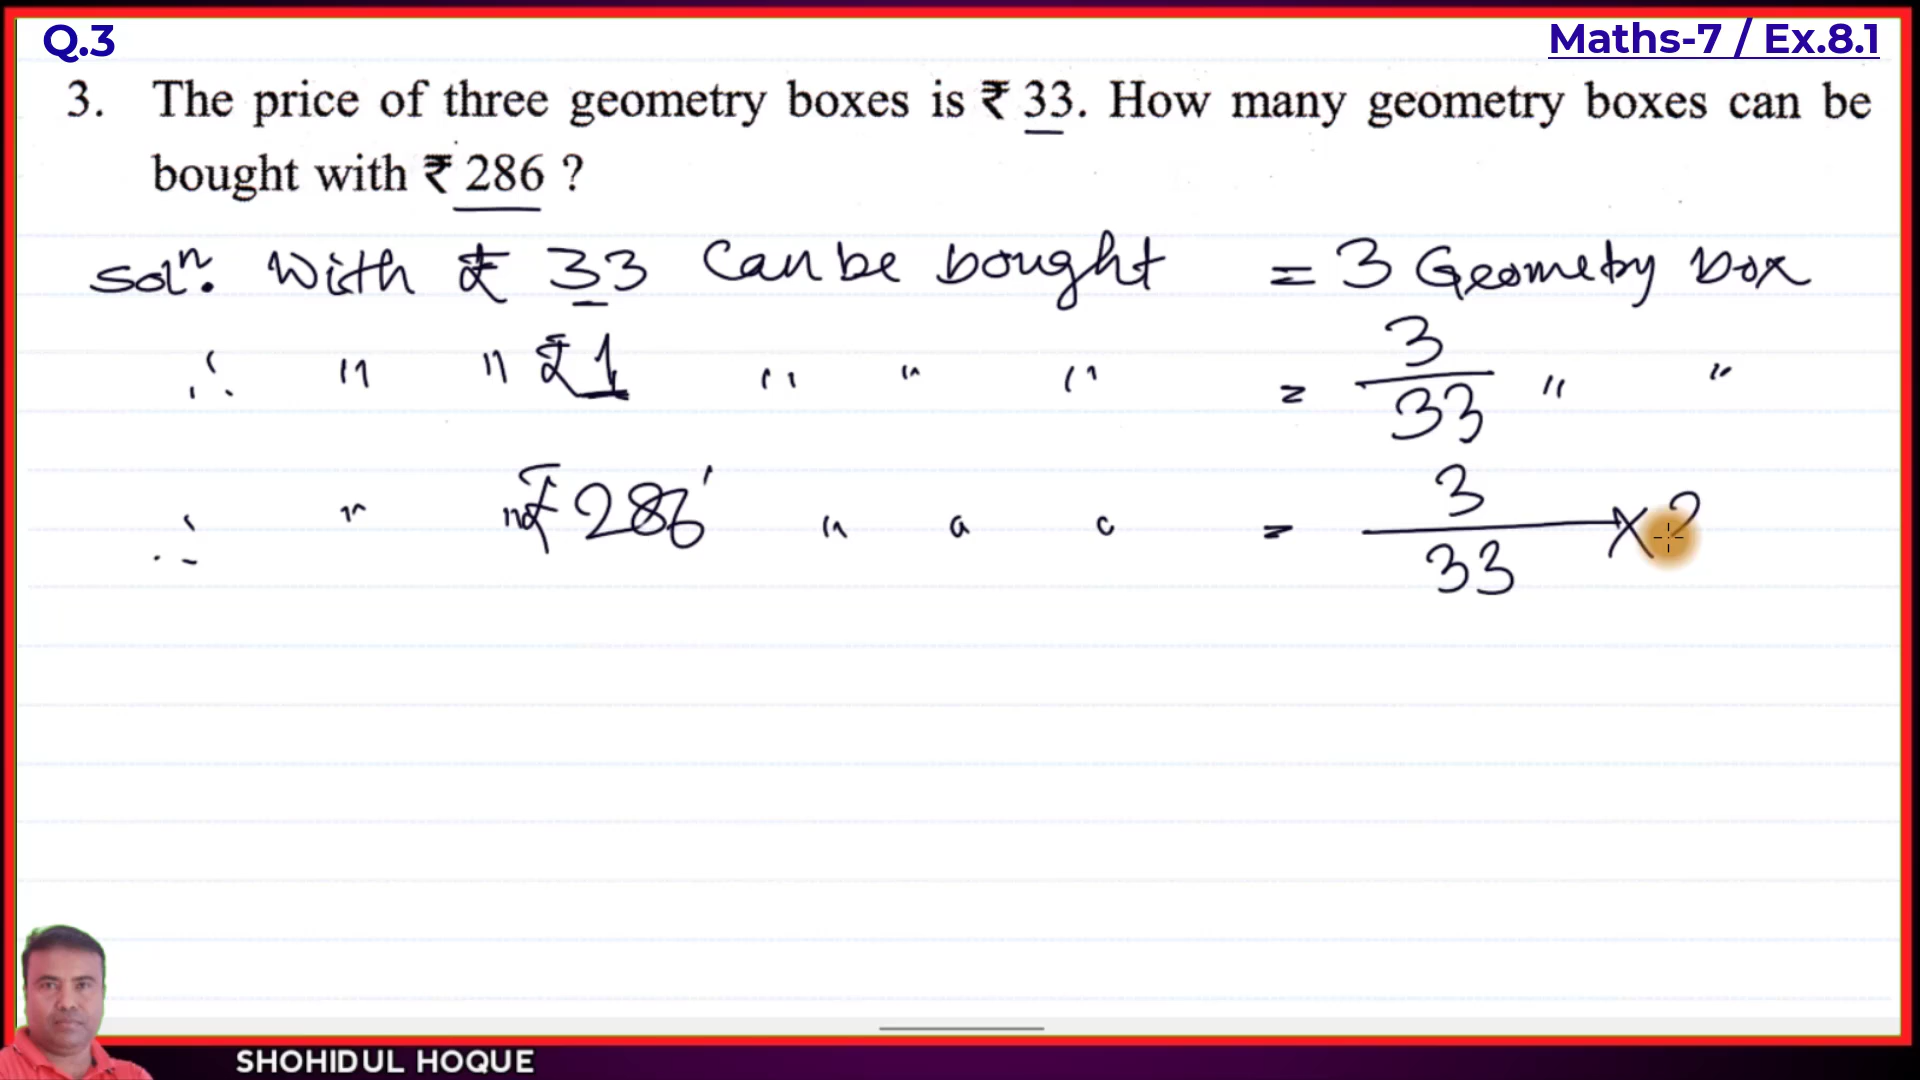 Q.3
Maths-7 / Ex.8.1
3. The price of three geometry boxes is ₹ 33. How many geometry boxes can be
bought with ₹ 286 ?
Solⁿ. With ₹ 33 Can be bought = 3 Geometry box
∴ " " ₹1 " " " = 3/33 " "
∴ " " ₹286 " " " = 3/33 × 2
SHOHIDUL HOQUE